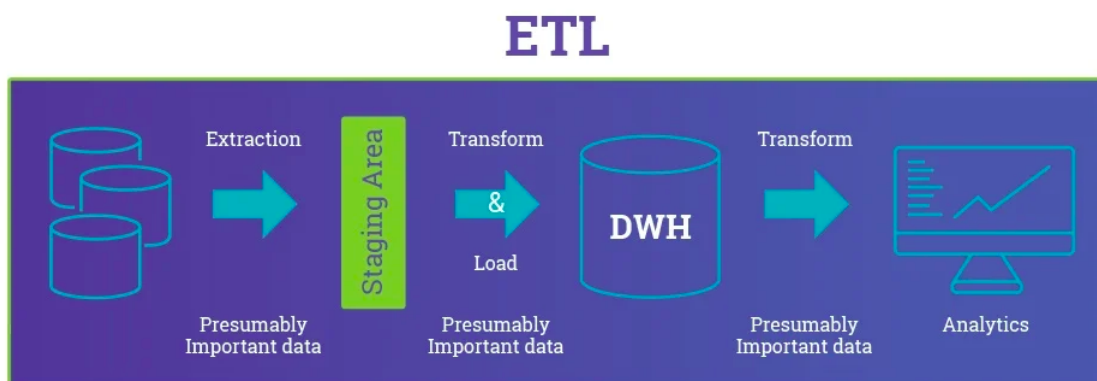 ETL
Extraction
Staging Area
Transform
&
Load
DWH
Transform
Presumably
Important data
Presumably
Important data
Presumably
Important data
Analytics